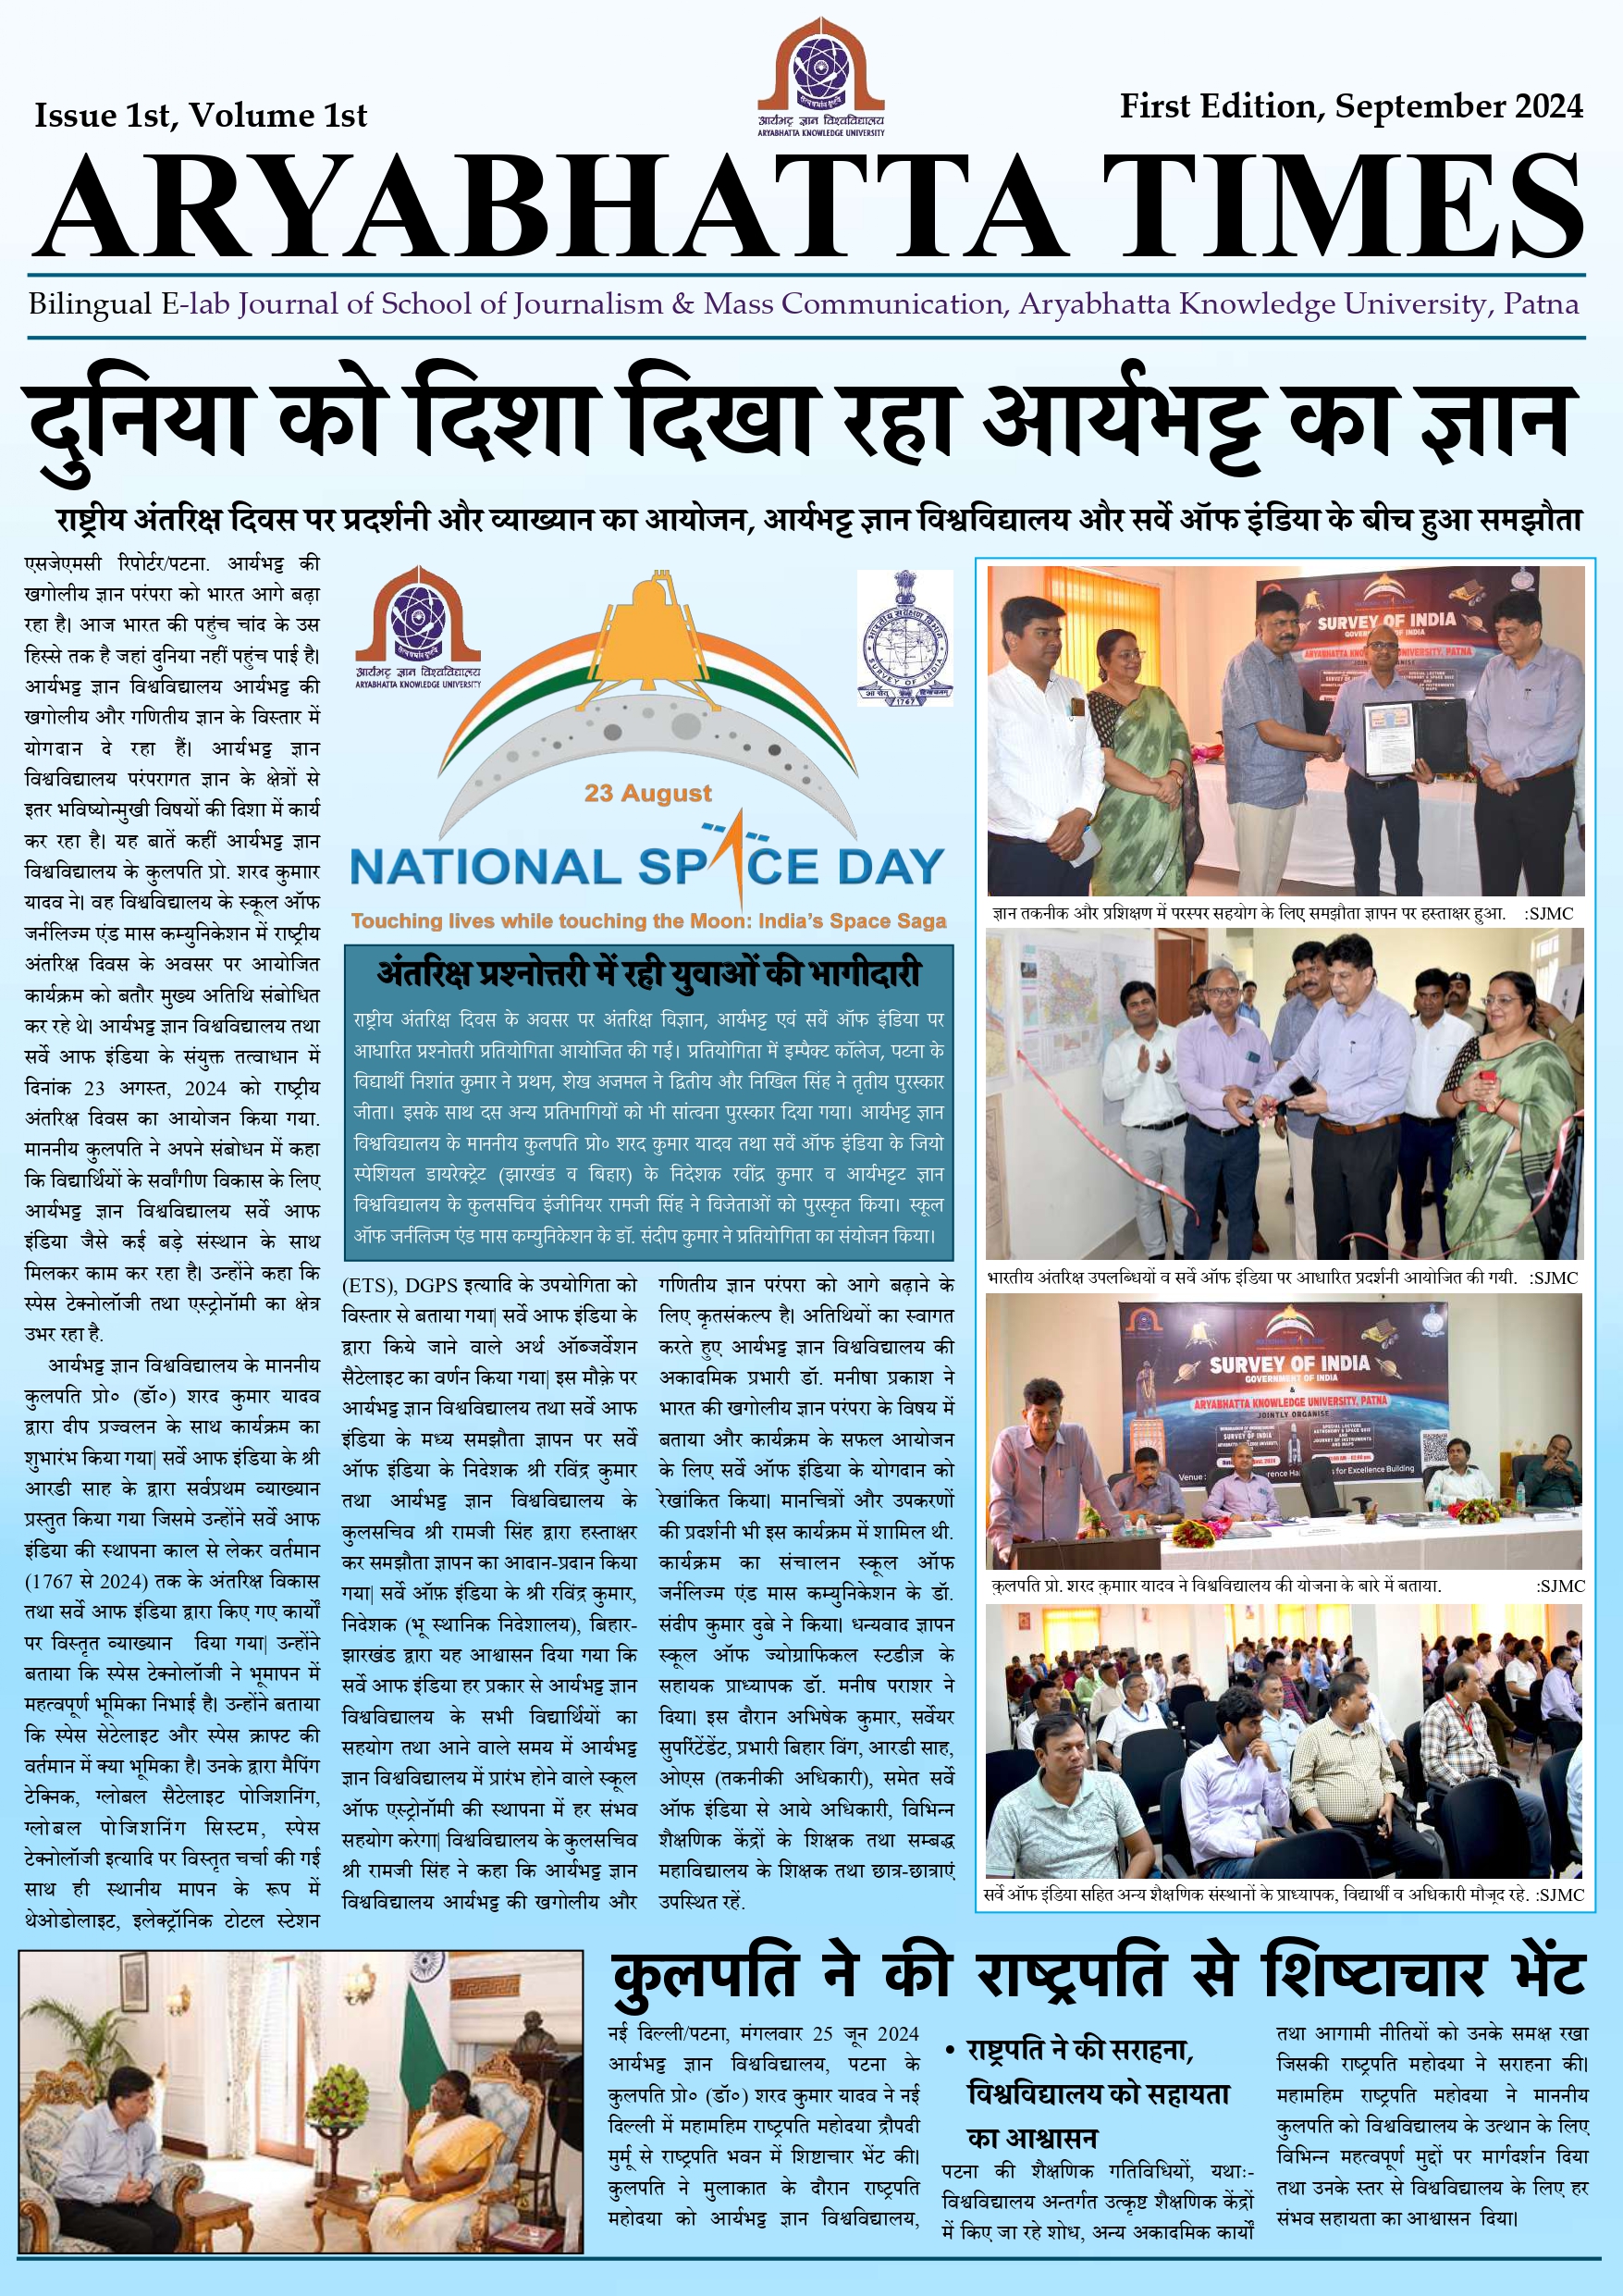 Issue 1st, Volume 1st
आर्यभट्ट ज्ञान विश्वविद्यालय
ARYABHATTA KNOWLEDGE UNIVERSITY
First Edition, September 2024
ARYABHATTA TIMES
Bilingual E-lab Journal of School of Journalism & Mass Communication, Aryabhatta Knowledge University, Patna
दुनिया को दिशा दिखा रहा आर्यभट्ट का ज्ञान
राष्ट्रीय अंतरिक्ष दिवस पर प्रदर्शनी और व्याख्यान का आयोजन, आर्यभट्ट ज्ञान विश्वविद्यालय और सर्वे ऑफ इंडिया के बीच हुआ समझौता
एसजेएमसी रिपोर्टर/पटना. आर्यभट्ट की
खगोलीय ज्ञान परंपरा को भारत आगे बढ़ा
रहा है। आज भारत की पहुंच चांद के उस
हिस्से तक है जहां दुनिया नहीं पहुंच पाई है।
आर्यभट्ट ज्ञान विश्वविद्यालय आर्यभट्ट की
खगोलीय और गणितीय ज्ञान के विस्तार में
योगदान दे रहा हैं। आर्यभट्ट ज्ञान
विश्वविद्यालय परंपरागत ज्ञान के क्षेत्रों से
इतर भविष्योन्मुखी विषयों की दिशा में कार्य
कर रहा है। यह बातें कहीं आर्यभट्ट ज्ञान
विश्वविद्यालय के कुलपति प्रो. शरद कुमाार
यादव ने। वह विश्वविद्यालय के स्कूल ऑफ
जर्नलिज्म एंड मास कम्युनिकेशन में राष्ट्रीय
अंतरिक्ष दिवस के अवसर पर आयोजित
कार्यक्रम को बतौर मुख्य अतिथि संबोधित
कर रहे थे। आर्यभट्ट ज्ञान विश्वविद्यालय तथा
सर्वे आफ इंडिया के संयुक्त तत्वाधान में
दिनांक 23 अगस्त, 2024 को राष्ट्रीय
अंतरिक्ष दिवस का आयोजन किया गया.
माननीय कुलपति ने अपने संबोधन में कहा
कि विद्यार्थियों के सर्वांगीण विकास के लिए
आर्यभट्ट ज्ञान विश्वविद्यालय सर्वे आफ
इंडिया जैसे कई बड़े संस्थान के साथ
मिलकर काम कर रहा है। उन्होंने कहा कि
स्पेस टेक्नोलॉजी तथा एस्ट्रोनॉमी का क्षेत्र
उभर रहा है.
आर्यभट्ट ज्ञान विश्वविद्यालय के माननीय
कुलपति प्रो० (डॉ०) शरद कुमार यादव
द्वारा दीप प्रज्वलन के साथ कार्यक्रम का
शुभारंभ किया गया| सर्वे आफ इंडिया के श्री
आरडी साह के द्वारा सर्वप्रथम व्याख्यान
प्रस्तुत किया गया जिसमे उन्होंने सर्वे आफ
इंडिया की स्थापना काल से लेकर वर्तमान
(1767 से 2024) तक के अंतरिक्ष विकास
तथा सर्वे आफ इंडिया द्वारा किए गए कार्यों
पर विस्तृत व्याख्यान दिया गया| उन्होंने
बताया कि स्पेस टेक्नोलॉजी ने भूमापन में
महत्वपूर्ण भूमिका निभाई है। उन्होंने बताया
कि स्पेस सेटेलाइट और स्पेस क्राफ्ट की
वर्तमान में क्या भूमिका है। उनके द्वारा मैपिंग
टेक्निक, ग्लोबल सैटेलाइट पोजिशनिंग,
ग्लोबल पोजिशनिंग सिस्टम, स्पेस
टेक्नोलॉजी इत्यादि पर विस्तृत चर्चा की गई
साथ ही स्थानीय मापन के रूप में
थेओडोलाइट, इलेक्ट्रॉनिक टोटल स्टेशन
आर्यभट्ट ज्ञान विश्वविद्यालय
ARYABHATTA KNOWLEDGE UNIVERSITY
SURVEY OF INDIA
1767
23 August
NATIONAL SPACE DAY
Touching lives while touching the Moon: India's Space Saga
अंतरिक्ष प्रश्नोत्तरी में रही युवाओं की भागीदारी
राष्ट्रीय अंतरिक्ष दिवस के अवसर पर अंतरिक्ष विज्ञान, आर्यभट्ट एवं सर्वे ऑफ इंडिया पर
आधारित प्रश्नोत्तरी प्रतियोगिता आयोजित की गई। प्रतियोगिता में इम्पैक्ट कॉलेज, पटना के
विद्यार्थी निशांत कुमार ने प्रथम, शेख अजमल ने द्वितीय और निखिल सिंह ने तृतीय पुरस्कार
जीता। इसके साथ दस अन्य प्रतिभागियों को भी सांत्वना पुरस्कार दिया गया। आर्यभट्ट ज्ञान
विश्वविद्यालय के माननीय कुलपति प्रो० शरद कुमार यादव तथा सर्वे ऑफ इंडिया के जियो
स्पेशियल डायरेक्ट्रेट (झारखंड व बिहार) के निदेशक रवींद्र कुमार व आर्यभट्टट ज्ञान
विश्वविद्यालय के कुलसचिव इंजीनियर रामजी सिंह ने विजेताओं को पुरस्कृत किया। स्कूल
ऑफ जर्नलिज्म एंड मास कम्युनिकेशन के डॉ. संदीप कुमार ने प्रतियोगिता का संयोजन किया।
(ETS), DGPS इत्यादि के उपयोगिता को
विस्तार से बताया गया| सर्वे आफ इंडिया के
द्वारा किये जाने वाले अर्थ ऑब्जर्वेशन
सैटेलाइट का वर्णन किया गया| इस मौक़े पर
आर्यभट्ट ज्ञान विश्वविद्यालय तथा सर्वे आफ
इंडिया के मध्य समझौता ज्ञापन पर सर्वे
ऑफ इंडिया के निदेशक श्री रविंद्र कुमार
तथा आर्यभट्ट ज्ञान विश्वविद्यालय के
कुलसचिव श्री रामजी सिंह द्वारा हस्ताक्षर
कर समझौता ज्ञापन का आदान-प्रदान किया
गया| सर्वे ऑफ़ इंडिया के श्री रविंद्र कुमार,
निदेशक (भू स्थानिक निदेशालय), बिहार-
झारखंड द्वारा यह आश्वासन दिया गया कि
सर्वे आफ इंडिया हर प्रकार से आर्यभट्ट ज्ञान
विश्वविद्यालय के सभी विद्यार्थियों का
सहयोग तथा आने वाले समय में आर्यभट्ट
ज्ञान विश्वविद्यालय में प्रारंभ होने वाले स्कूल
ऑफ एस्ट्रोनॉमी की स्थापना में हर संभव
सहयोग करेगा| विश्वविद्यालय के कुलसचिव
श्री रामजी सिंह ने कहा कि आर्यभट्ट ज्ञान
विश्वविद्यालय आर्यभट्ट की खगोलीय और
गणितीय ज्ञान परंपरा को आगे बढ़ाने के
लिए कृतसंकल्प है। अतिथियों का स्वागत
करते हुए आर्यभट्ट ज्ञान विश्वविद्यालय की
अकादमिक प्रभारी डॉ. मनीषा प्रकाश ने
भारत की खगोलीय ज्ञान परंपरा के विषय में
बताया और कार्यक्रम के सफल आयोजन
के लिए सर्वे ऑफ इंडिया के योगदान को
रेखांकित किया। मानचित्रों और उपकरणों
की प्रदर्शनी भी इस कार्यक्रम में शामिल थी.
कार्यक्रम का संचालन स्कूल ऑफ
जर्नलिज्म एंड मास कम्युनिकेशन के डॉ.
संदीप कुमार दुबे ने किया। धन्यवाद ज्ञापन
स्कूल ऑफ ज्योग्राफिकल स्टडीज़ के
सहायक प्राध्यापक डॉ. मनीष पराशर ने
दिया। इस दौरान अभिषेक कुमार, सर्वेयर
सुपरिंटेंडेंट, प्रभारी बिहार विंग, आरडी साह,
ओएस (तकनीकी अधिकारी), समेत सर्वे
ऑफ इंडिया से आये अधिकारी, विभिन्न
शैक्षणिक केंद्रों के शिक्षक तथा सम्बद्ध
महाविद्यालय के शिक्षक तथा छात्र-छात्राएं
उपस्थित रहें.
SURVEY OF INDIA
ARYABHATTA KNOWLEDGE UNIVERSITY, PATNA
ज्ञान तकनीक और प्रशिक्षण में परस्पर सहयोग के लिए समझौता ज्ञापन पर हस्ताक्षर हुआ. :SJMC
भारतीय अंतरिक्ष उपलब्धियों व सर्वे ऑफ इंडिया पर आधारित प्रदर्शनी आयोजित की गयी. :SJMC
SURVEY OF INDIA
GOVERNMENT OF INDIA
&
ARYABHATTA KNOWLEDGE UNIVERSITY, PATNA
JOINTLY ORGANISE
SURVEY OF INDIA
Venue :
for Excellence Building
कुलपति प्रो. शरद कुमाार यादव ने विश्वविद्यालय की योजना के बारे में बताया. :SJMC
सर्वे ऑफ इंडिया सहित अन्य शैक्षणिक संस्थानों के प्राध्यापक, विद्यार्थी व अधिकारी मौजूद रहे. :SJMC
कुलपति ने की राष्ट्रपति से शिष्टाचार भेंट
नई दिल्ली/पटना, मंगलवार 25 जून 2024
आर्यभट्ट ज्ञान विश्वविद्यालय, पटना के
कुलपति प्रो० (डॉ०) शरद कुमार यादव ने नई
दिल्ली में महामहिम राष्ट्रपति महोदया द्रौपदी
मुर्मू से राष्ट्रपति भवन में शिष्टाचार भेंट की।
कुलपति ने मुलाकात के दौरान राष्ट्रपति
महोदया को आर्यभट्ट ज्ञान विश्वविद्यालय,
• राष्ट्रपति ने की सराहना,
विश्वविद्यालय को सहायता
का आश्वासन
पटना की शैक्षणिक गतिविधियों, यथाः-
विश्वविद्यालय अन्तर्गत उत्कृष्ट शैक्षणिक केंद्रों
में किए जा रहे शोध, अन्य अकादमिक कार्यों
तथा आगामी नीतियों को उनके समक्ष रखा
जिसकी राष्ट्रपति महोदया ने सराहना की।
महामहिम राष्ट्रपति महोदया ने माननीय
कुलपति को विश्वविद्यालय के उत्थान के लिए
विभिन्न महत्वपूर्ण मुद्दों पर मार्गदर्शन दिया
तथा उनके स्तर से विश्वविद्यालय के लिए हर
संभव सहायता का आश्वासन दिया।